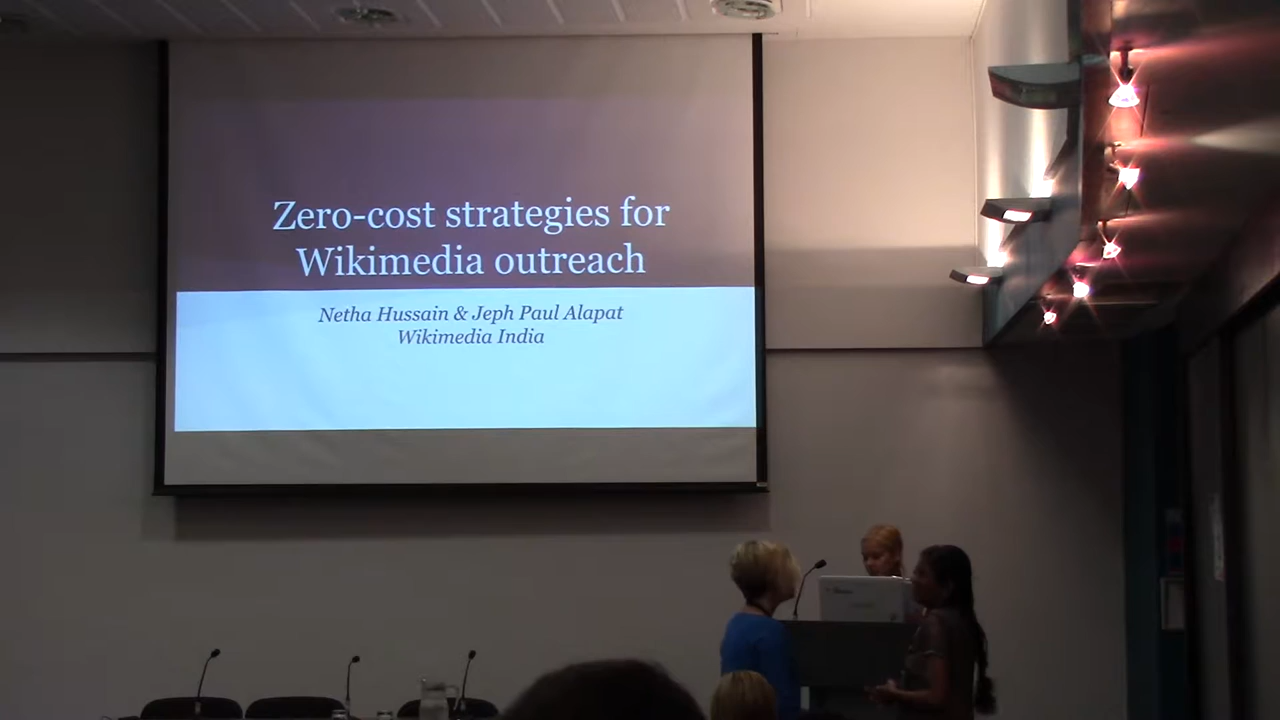 Zero-cost strategies for
Wikimedia outreach
Netha Hussain & Jeph Paul Alapat
Wikimedia India